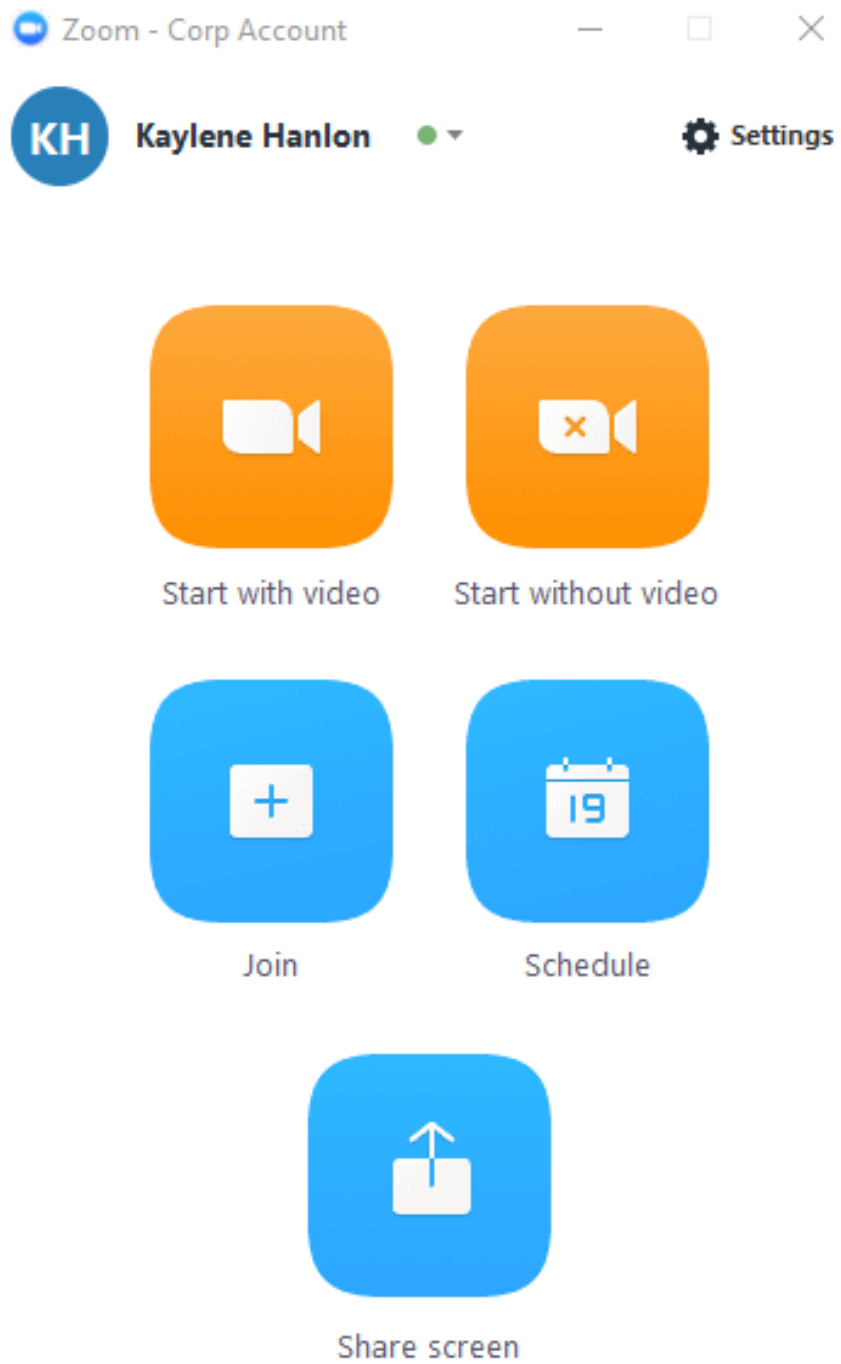 Zoom - Corp Account
KH Kaylene Hanlon Settings
Start with video Start without video
19
Join Schedule
Share screen